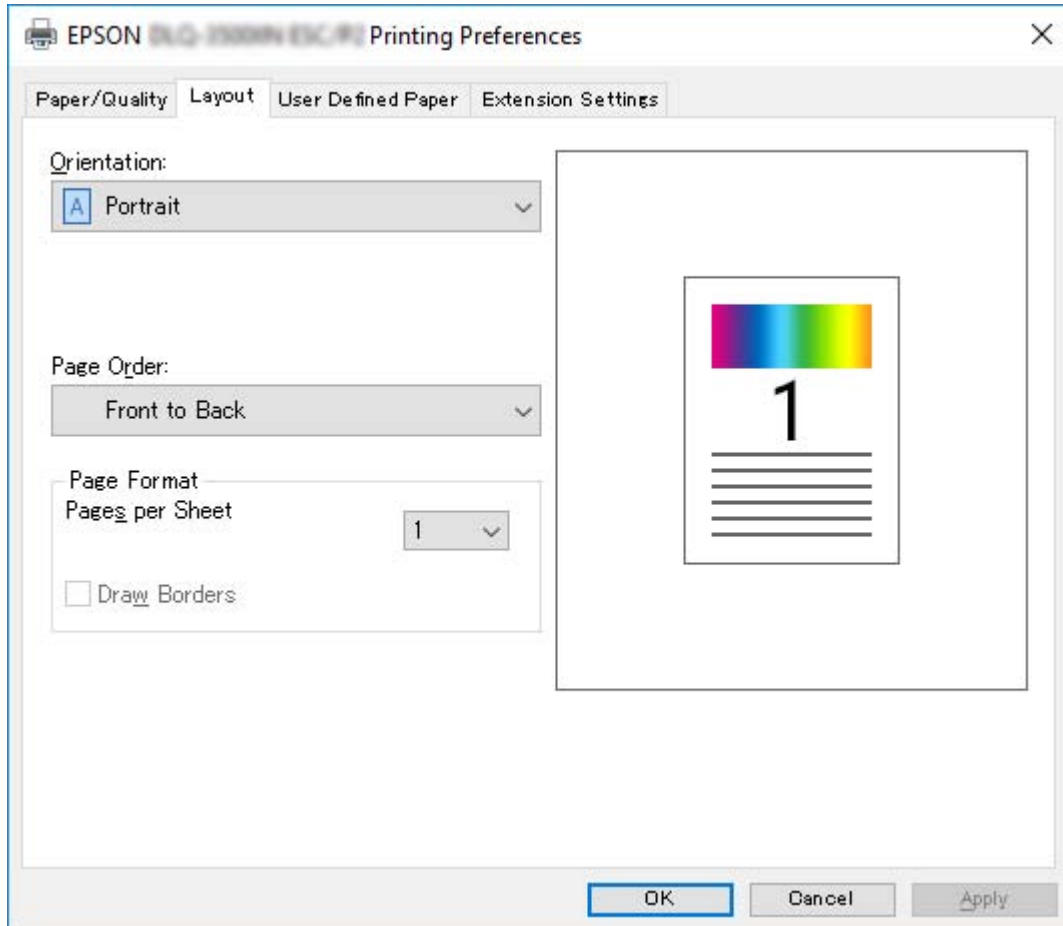 EPSON Printing Preferences
Paper/Quality Layout User Defined Paper Extension Settings
Orientation:
A Portrait
Page Order:
Front to Back
Page Format
Pages per Sheet
1
Draw Borders
1
OK Cancel Apply